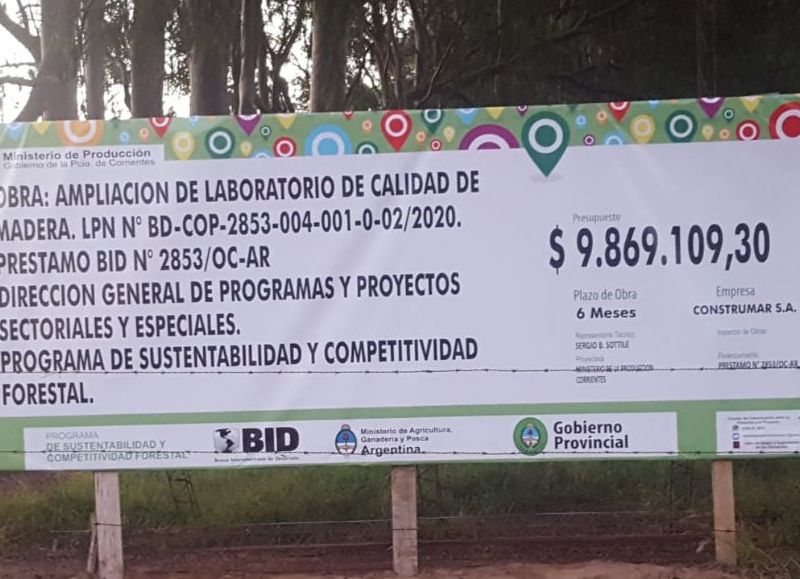 Ministerio de Producción
Gobierno de la Pcia. de Corrientes
OBRA: AMPLIACION DE LABORATORIO DE CALIDAD DE
MADERA. LPN N° BD-COP-2853-004-001-0-02/2020.
PRESTAMO BID N° 2853/OC-AR
DIRECCION GENERAL DE PROGRAMAS Y PROYECTOS
SECTORIALES Y ESPECIALES.
PROGRAMA DE SUSTENTABILIDAD Y COMPETITIVIDAD
FORESTAL.
Presupuesto
$ 9.869.109,30
Plazo de Obra
6 Meses
Representante Técnico
SERGIO B. SOTTILE
Proyectista
MINISTERIO DE LA PRODUCCION
CORRIENTES
Empresa
CONSTRUMAR S.A.
Inspector de Obras
Financiamiento
PRESTAMO N° 2853/OC-AR
PROGRAMA
DE SUSTENTABILIDAD Y
COMPETITIVIDAD FORESTAL
BID
Banco Interamericano de Desarrollo
Ministerio de Agricultura,
Ganadería y Pesca
Argentina
Gobierno
Provincial